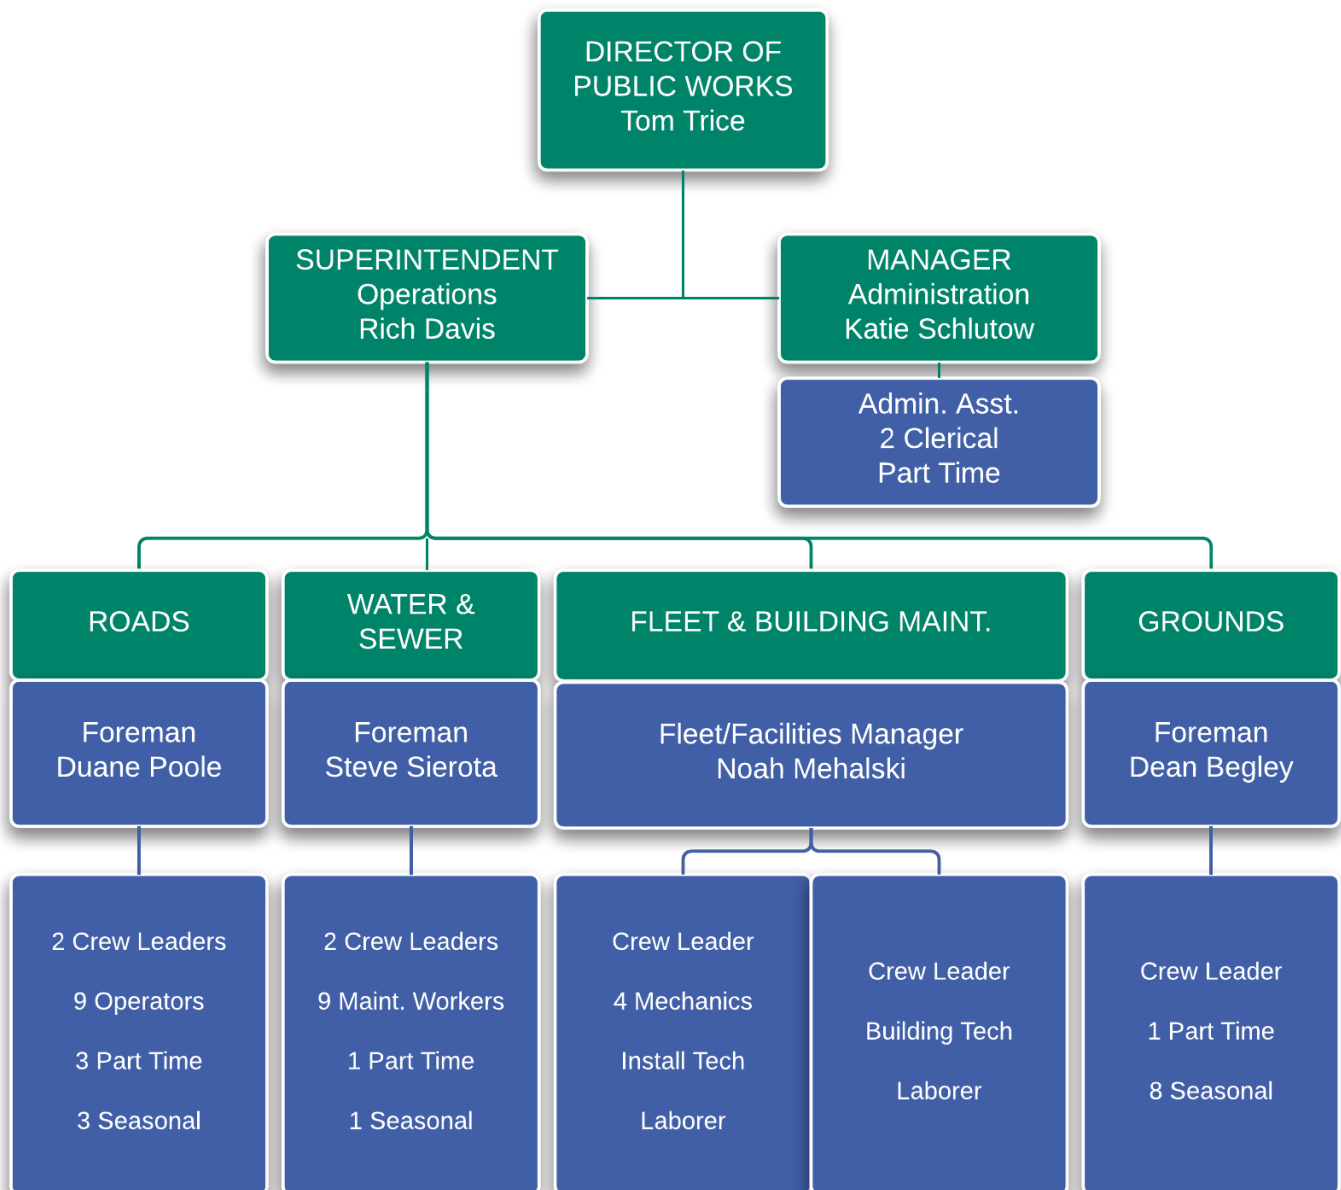 DIRECTOR OF
PUBLIC WORKS
Tom Trice
SUPERINTENDENT
Operations
Rich Davis
MANAGER
Administration
Katie Schlutow
Admin. Asst.
2 Clerical
Part Time
ROADS
WATER &
SEWER
FLEET & BUILDING MAINT.
GROUNDS
Foreman
Duane Poole
Foreman
Steve Sierota
Fleet/Facilities Manager
Noah Mehalski
Foreman
Dean Begley
2 Crew Leaders
9 Operators
3 Part Time
3 Seasonal
2 Crew Leaders
9 Maint. Workers
1 Part Time
1 Seasonal
Crew Leader
4 Mechanics
Install Tech
Laborer
Crew Leader
Building Tech
Laborer
Crew Leader
1 Part Time
8 Seasonal